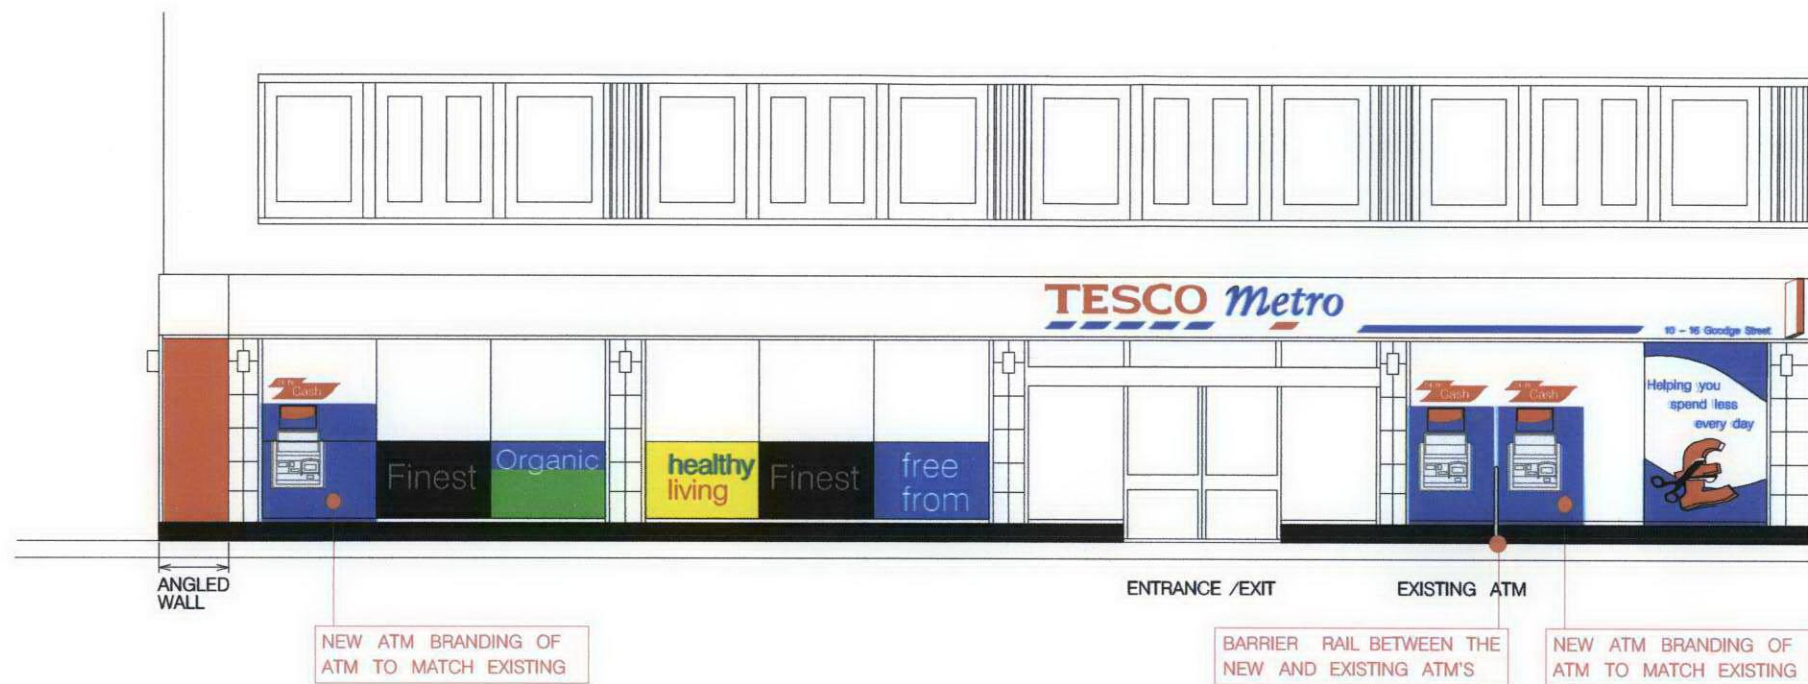 TESCO Metro
10 - 16 Goodge Street
Cash
Cash
Cash
Helping you
spend less
every day
Finest
Organic
healthy
living
Finest
free
from
ANGLED
WALL
ENTRANCE /EXIT
EXISTING ATM
NEW ATM BRANDING OF
ATM TO MATCH EXISTING
BARRIER RAIL BETWEEN THE
NEW AND EXISTING ATM'S
NEW ATM BRANDING OF
ATM TO MATCH EXISTING